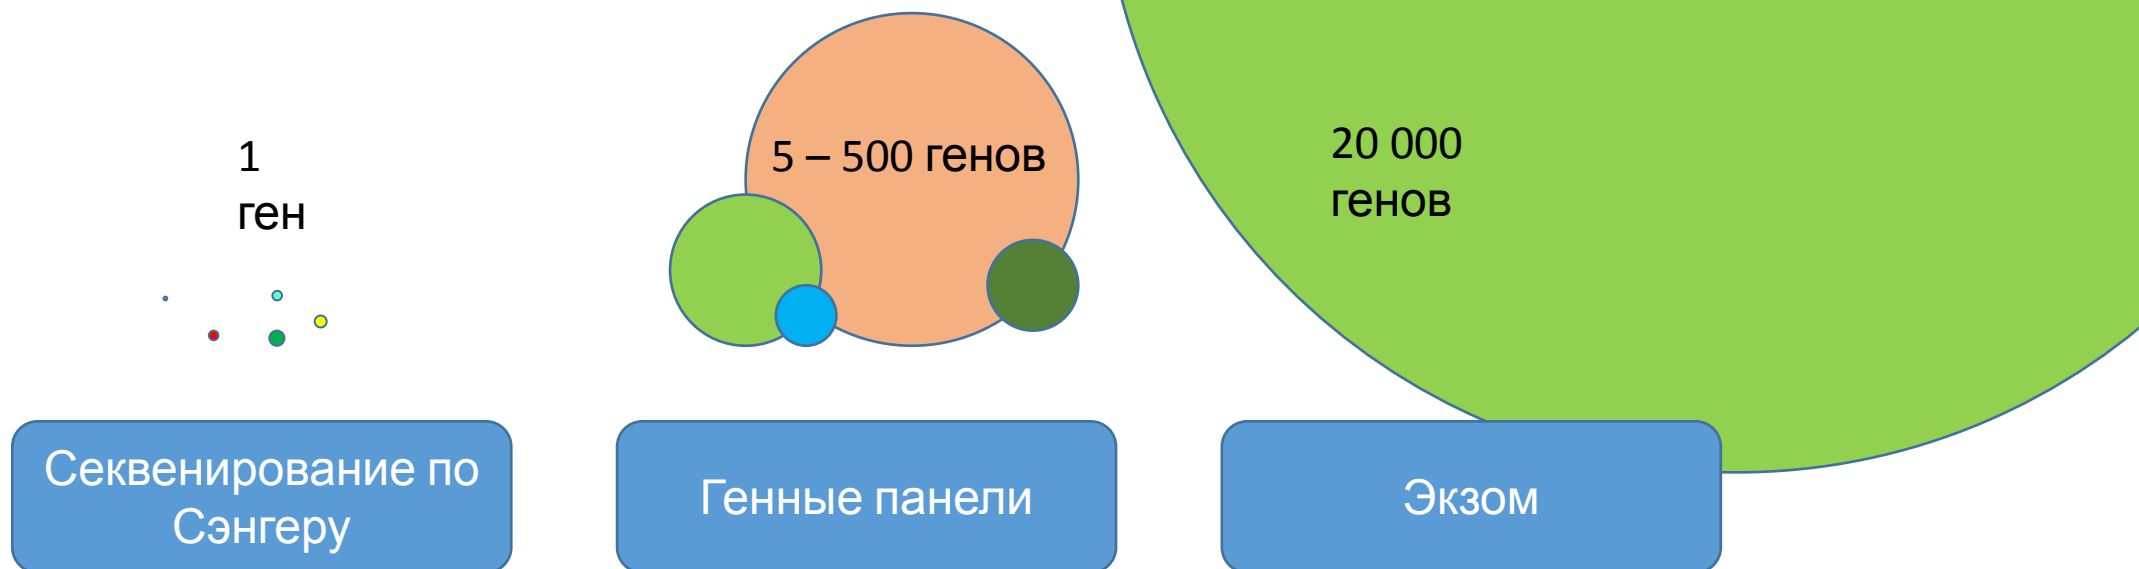 1
ген
5 – 500 генов
20 000
генов
Секвенирование по
Сэнгеру
Генные панели
Экзом